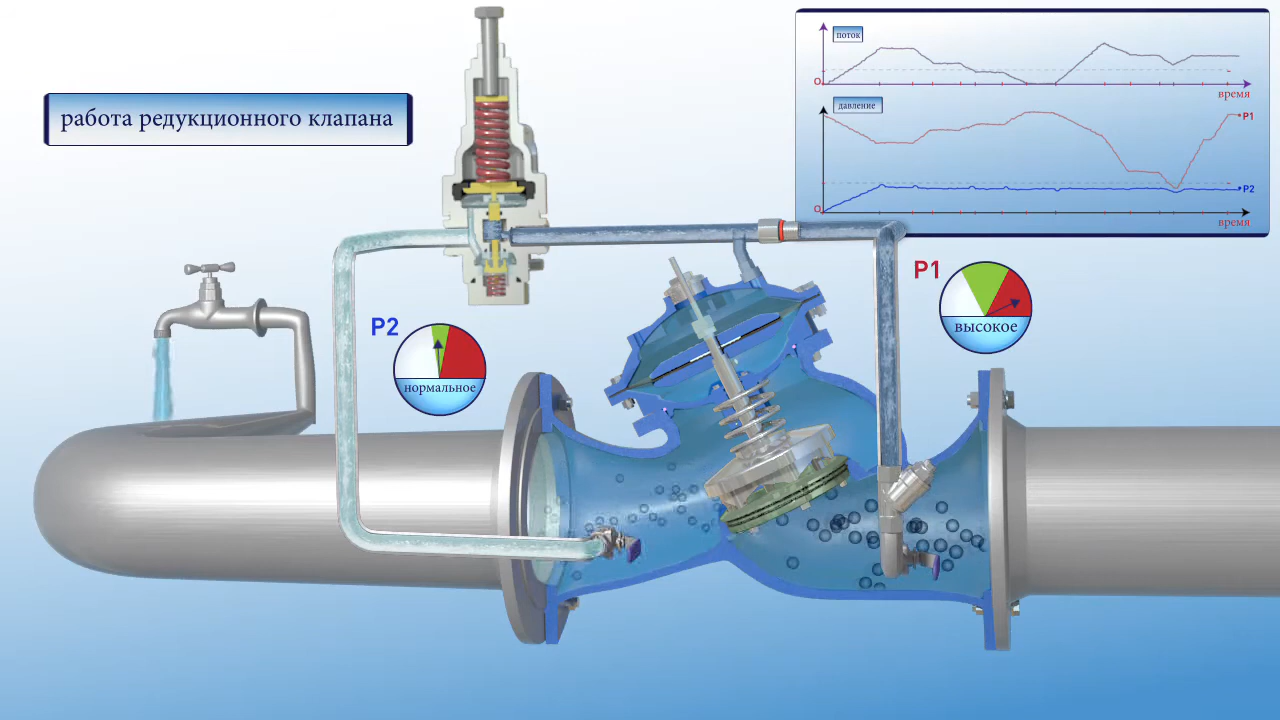 работа редукционного клапана
поток
O
время
давление
P1
P2
O
время
P1
высокое
P2
нормальное